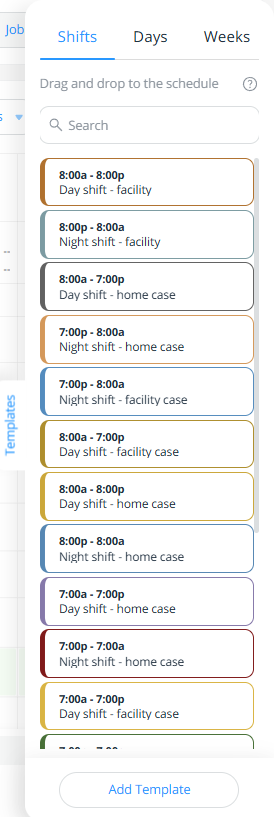 Job
s
--
--
Templates
Shifts Days Weeks
Drag and drop to the schedule ?
Search
8:00a - 8:00p
Day shift - facility
8:00p - 8:00a
Night shift - facility
8:00a - 7:00p
Day shift - home case
7:00p - 8:00a
Night shift - home case
7:00p - 8:00a
Night shift - facility case
8:00a - 7:00p
Day shift - facility case
8:00a - 8:00p
Day shift - home case
8:00p - 8:00a
Night shift - home case
7:00a - 7:00p
Day shift - home case
7:00p - 7:00a
Night shift - home case
7:00a - 7:00p
Day shift - facility case
Add Template